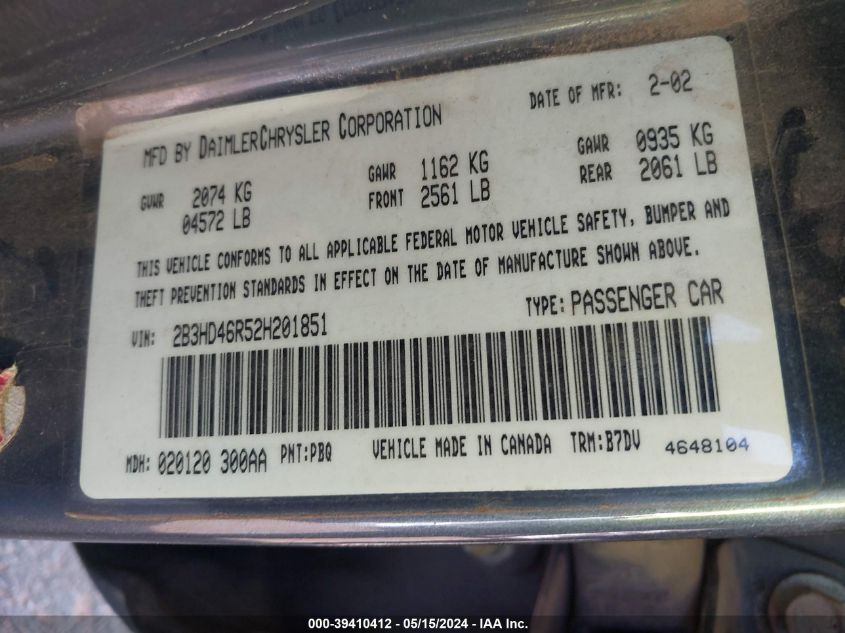 MFD BY DAIMLERCHRYSLER CORPORATION DATE OF MFR: 2-02
GVWR 2074 KG GAWR 1162 KG GAWR 0935 KG
04572 LB FRONT 2561 LB REAR 2061 LB
THIS VEHICLE CONFORMS TO ALL APPLICABLE FEDERAL MOTOR VEHICLE SAFETY, BUMPER AND
THEFT PREVENTION STANDARDS IN EFFECT ON THE DATE OF MANUFACTURE SHOWN ABOVE.
VIN: 2B3HD46R52H201851 TYPE: PASSENGER CAR
MDH: 020120 300AA PNT:PBQ VEHICLE MADE IN CANADA TRM:B7DV 4648104
000-39410412 - 05/15/2024 - IAA Inc.